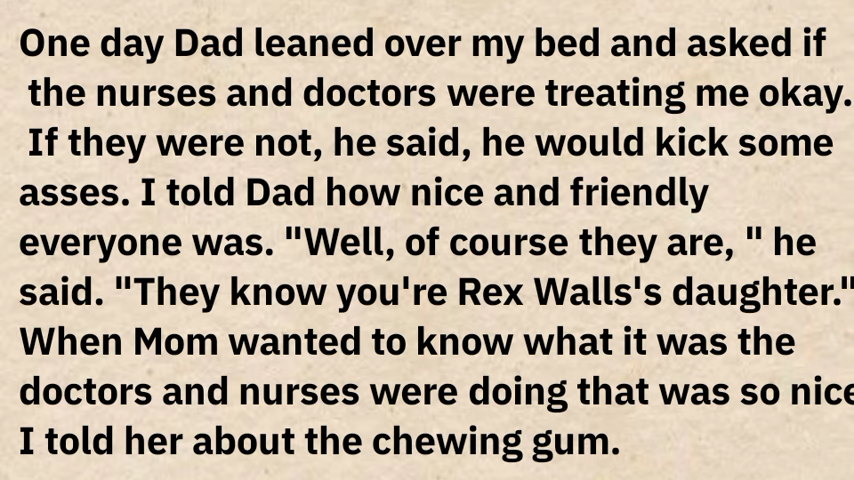 One day Dad leaned over my bed and asked if
the nurses and doctors were treating me okay.
If they were not, he said, he would kick some
asses. I told Dad how nice and friendly
everyone was. "Well, of course they are, " he
said. "They know you're Rex Walls's daughter."
When Mom wanted to know what it was the
doctors and nurses were doing that was so nice
I told her about the chewing gum.